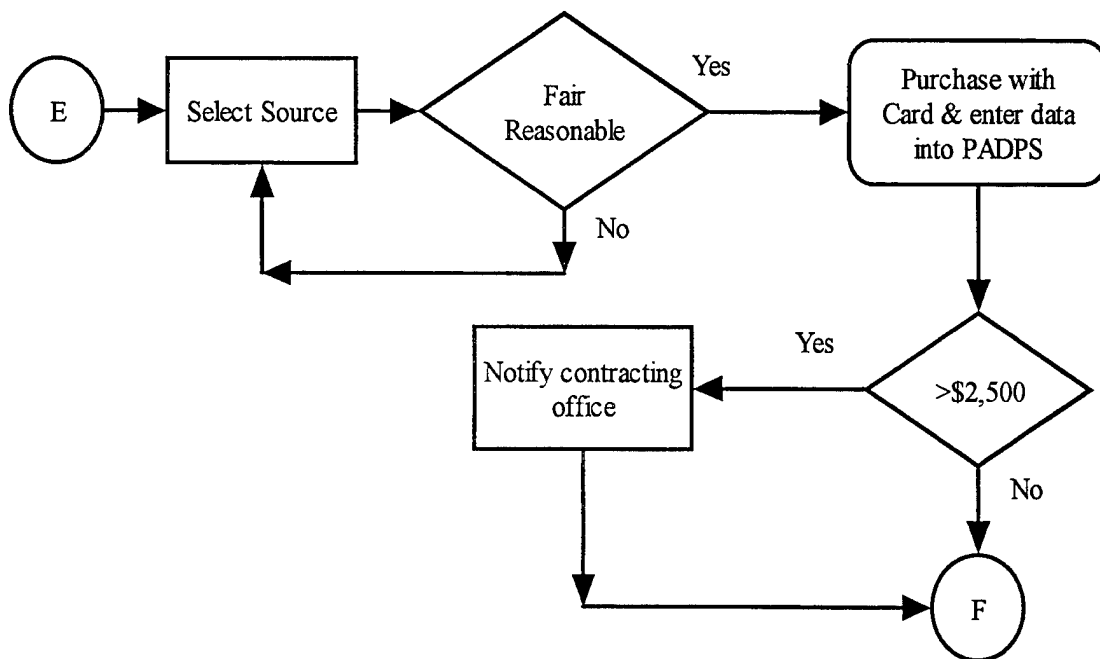 E
Select Source
Fair
Reasonable
Yes
Purchase with
Card & enter data
into PADPS
No
Notify contracting
office
Yes
>$2,500
No
F